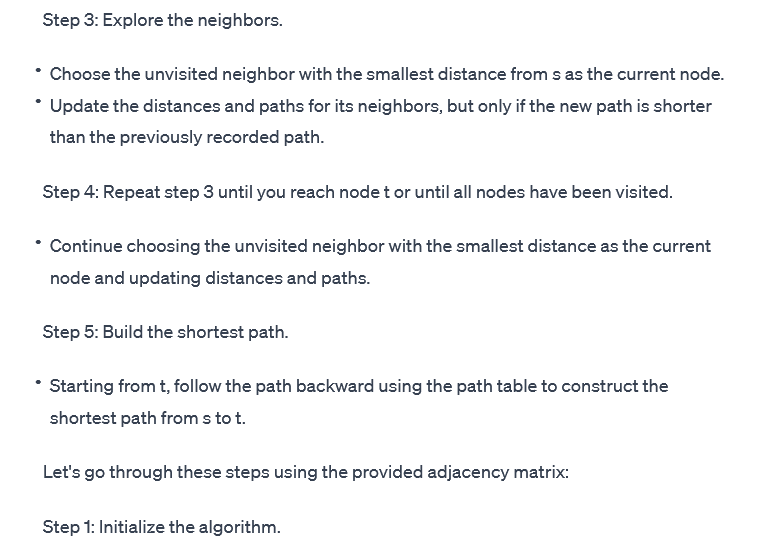 Step 3: Explore the neighbors.
• Choose the unvisited neighbor with the smallest distance from s as the current node.
• Update the distances and paths for its neighbors, but only if the new path is shorter
than the previously recorded path.
Step 4: Repeat step 3 until you reach node t or until all nodes have been visited.
• Continue choosing the unvisited neighbor with the smallest distance as the current
node and updating distances and paths.
Step 5: Build the shortest path.
• Starting from t, follow the path backward using the path table to construct the
shortest path from s to t.
Let's go through these steps using the provided adjacency matrix:
Step 1: Initialize the algorithm.